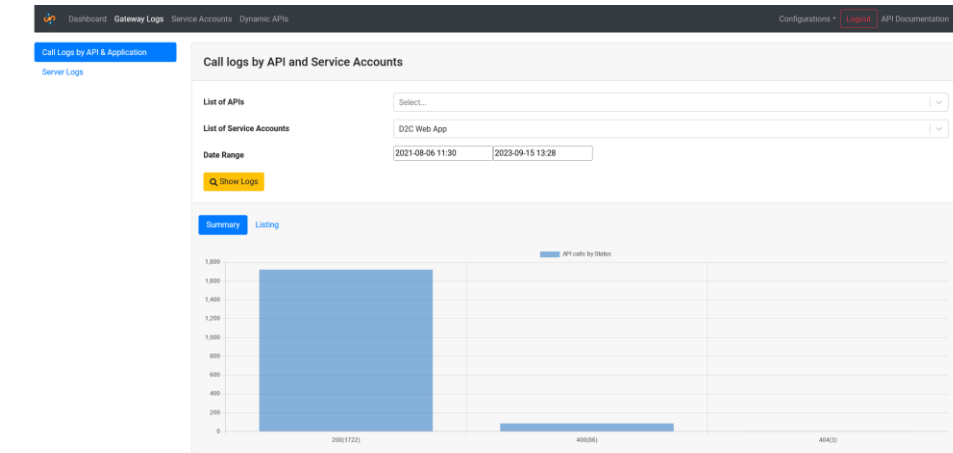 Dashboard Gateway Logs Service Accounts Dynamic APIs Configurations Logout API Documentation
Call Logs by API & Application
Server Logs
Call logs by API and Service Accounts
List of APIs Select...
List of Service Accounts D2C Web App
Date Range 2021-08-06 11:30 2023-09-15 13:28
Show Logs
Summary Listing
API calls by Status
1,800
1,600
1,400
1,200
1,000
800
600
400
200
0
200(1722) 400(86) 404(3)